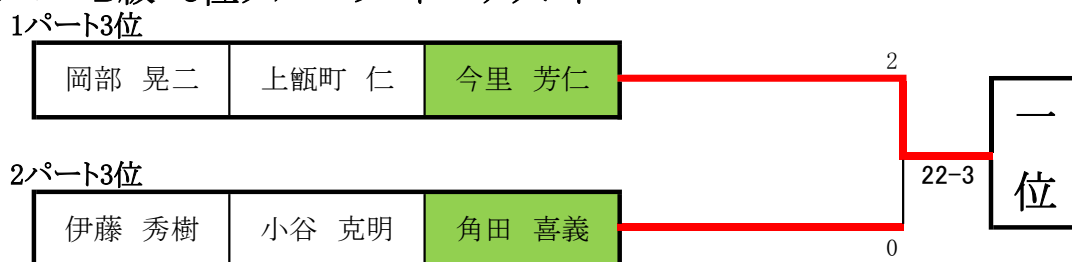 1パート3位
岡部 晃二 上甑町 仁 今里 芳仁
2
一位
22-3
2パート3位
伊藤 秀樹 小谷 克明 角田 喜義
0